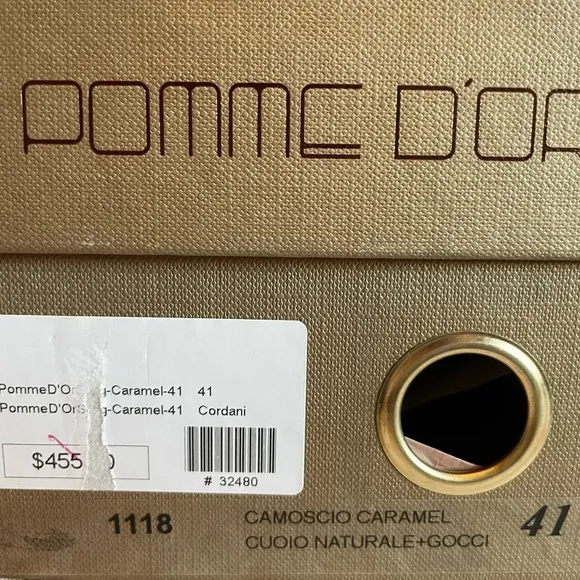 POMME D'OR
PommeD'Or g-Caramel-41 41
PommeD'Or g-Caramel-41 Cordani
$455 0
# 32480
1118 CAMOSCIO CARAMEL 41
CUOIO NATURALE+GOCCI